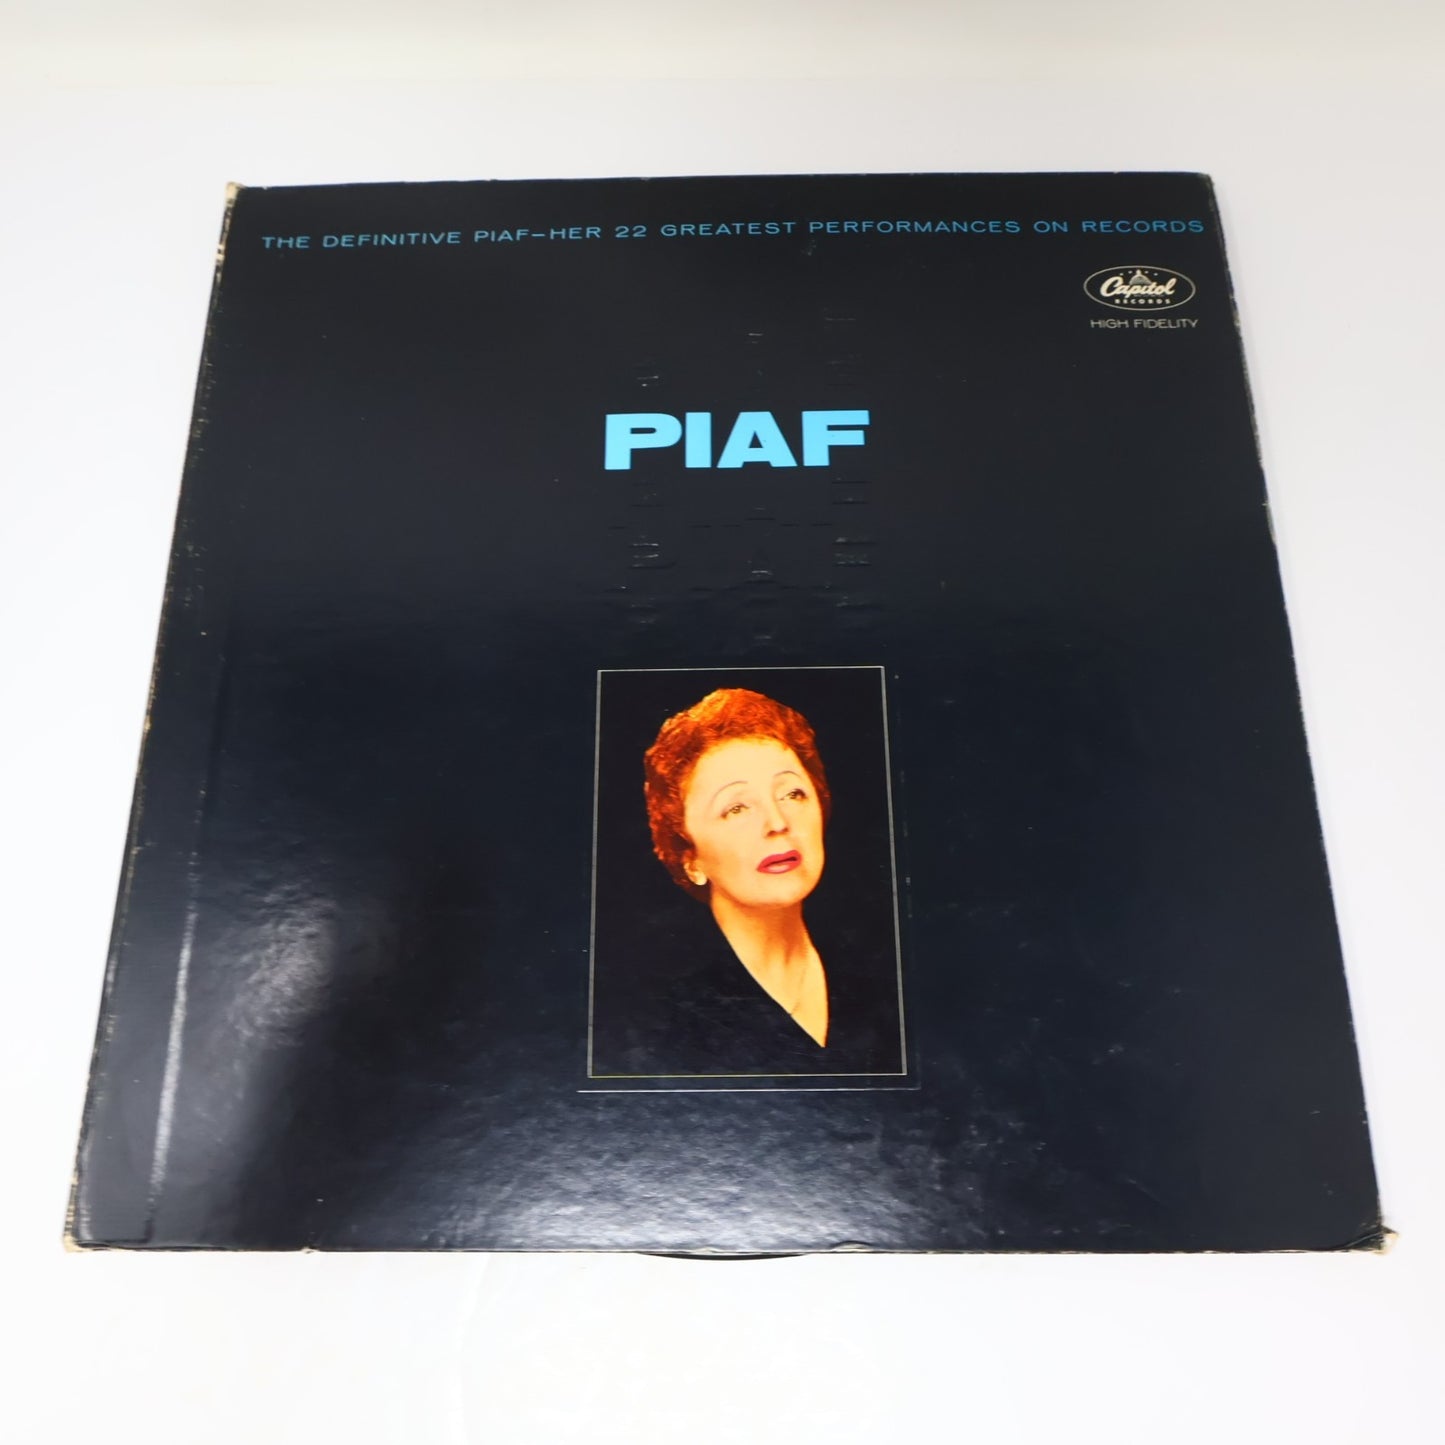 THE DEFINITIVE PIAF–HER 22 GREATEST PERFORMANCES ON RECORDS
Capitol
RECORDS
HIGH FIDELITY
PIAF